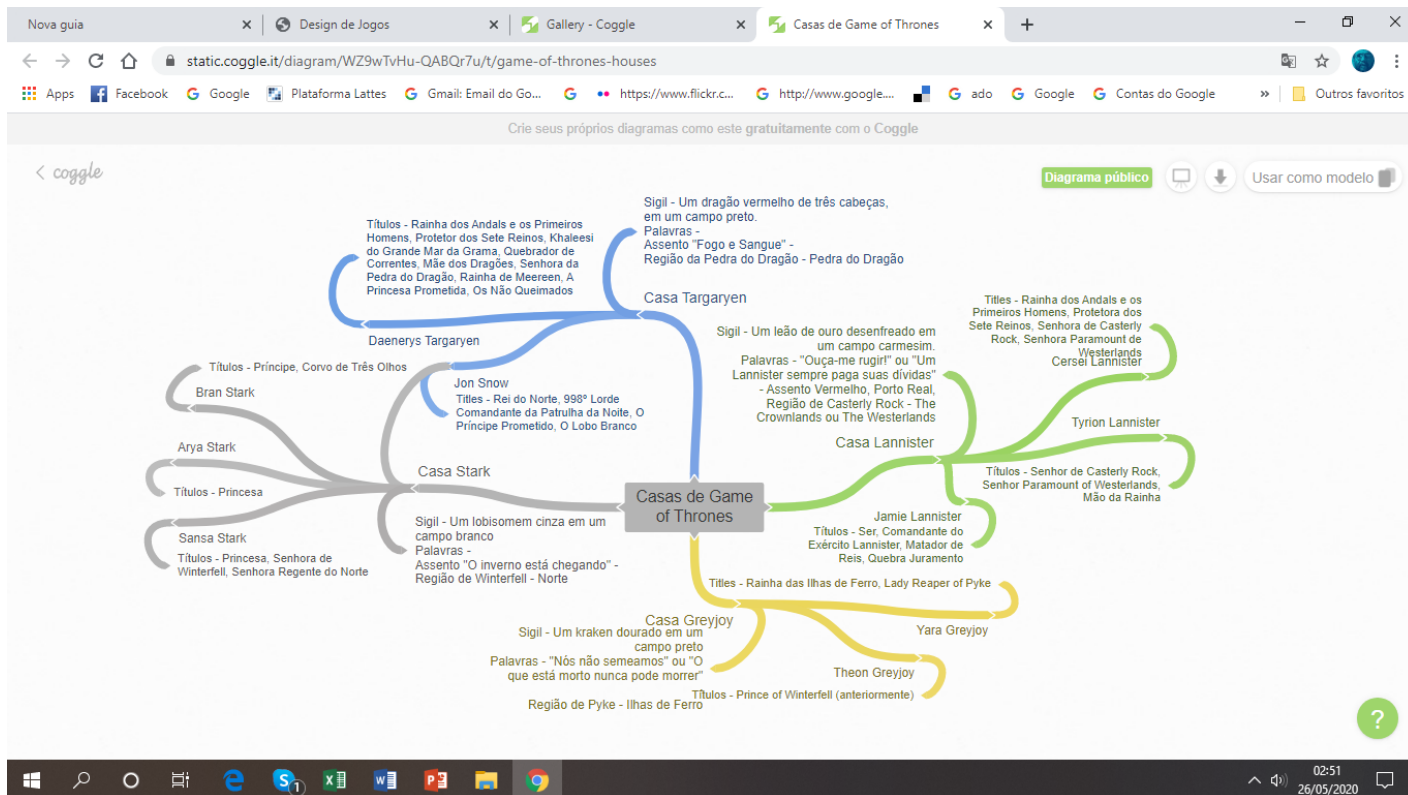 Nova guia
Design de Jogos
Gallery - Coggle
Casas de Game of Thrones
static.coggle.it/diagram/WZ9wTvHu-QABQr7u/t/game-of-thrones-houses
Apps
Facebook
Google
Plataforma Lattes
Gmail: Email do Go...
https://www.flickr.c...
http://www.google....
ado
Google
Contas do Google
»
Outros favoritos
Crie seus próprios diagramas como este gratuitamente com o Coggle
< coggle
Diagrama público
Usar como modelo
Sigil - Um dragão vermelho de três cabeças,
em um campo preto.
Palavras -
Assento "Fogo e Sangue" -
Região da Pedra do Dragão - Pedra do Dragão
Títulos - Rainha dos Andals e os Primeiros
Homens, Protetor dos Sete Reinos, Khaleesi
do Grande Mar da Grama, Quebrador de
Correntes, Mãe dos Dragões, Senhora da
Pedra do Dragão, Rainha de Meereen, A
Princesa Prometida, Os Não Queimados
Casa Targaryen
Daenerys Targaryen
Jon Snow
Titles - Rei do Norte, 998º Lorde
Comandante da Patrulha da Noite, O
Príncipe Prometido, O Lobo Branco
Títulos - Príncipe, Corvo de Três Olhos
Bran Stark
Arya Stark
Títulos - Princesa
Sansa Stark
Títulos - Princesa, Senhora de
Winterfell, Senhora Regente do Norte
Casa Stark
Sigil - Um lobisomem cinza em um
campo branco
Palavras -
Assento "O inverno está chegando" -
Região de Winterfell - Norte
Casas de Game
of Thrones
Sigil - Um leão de ouro desenfreado em
um campo carmesim.
Palavras - "Ouça-me rugir!" ou "Um
Lannister sempre paga suas dívidas"
- Assento Vermelho, Porto Real,
Região de Casterly Rock - The
Crownlands ou The Westerlands
Casa Lannister
Titles - Rainha dos Andals e os
Primeiros Homens, Protetora dos
Sete Reinos, Senhora de Casterly
Rock, Senhora Paramount de
Westerlands
Cersei Lannister
Tyrion Lannister
Títulos - Senhor de Casterly Rock,
Senhor Paramount of Westerlands,
Mão da Rainha
Jamie Lannister
Títulos - Ser, Comandante do
Exército Lannister, Matador de
Reis, Quebra Juramento
Titles - Rainha das Ilhas de Ferro, Lady Reaper of Pyke
Yara Greyjoy
Casa Greyjoy
Sigil - Um kraken dourado em um
campo preto
Palavras - "Nós não semeamos" ou "O
que está morto nunca pode morrer"
Região de Pyke - Ilhas de Ferro
Theon Greyjoy
Títulos - Prince of Winterfell (anteriormente)
?
02:51
26/05/2020